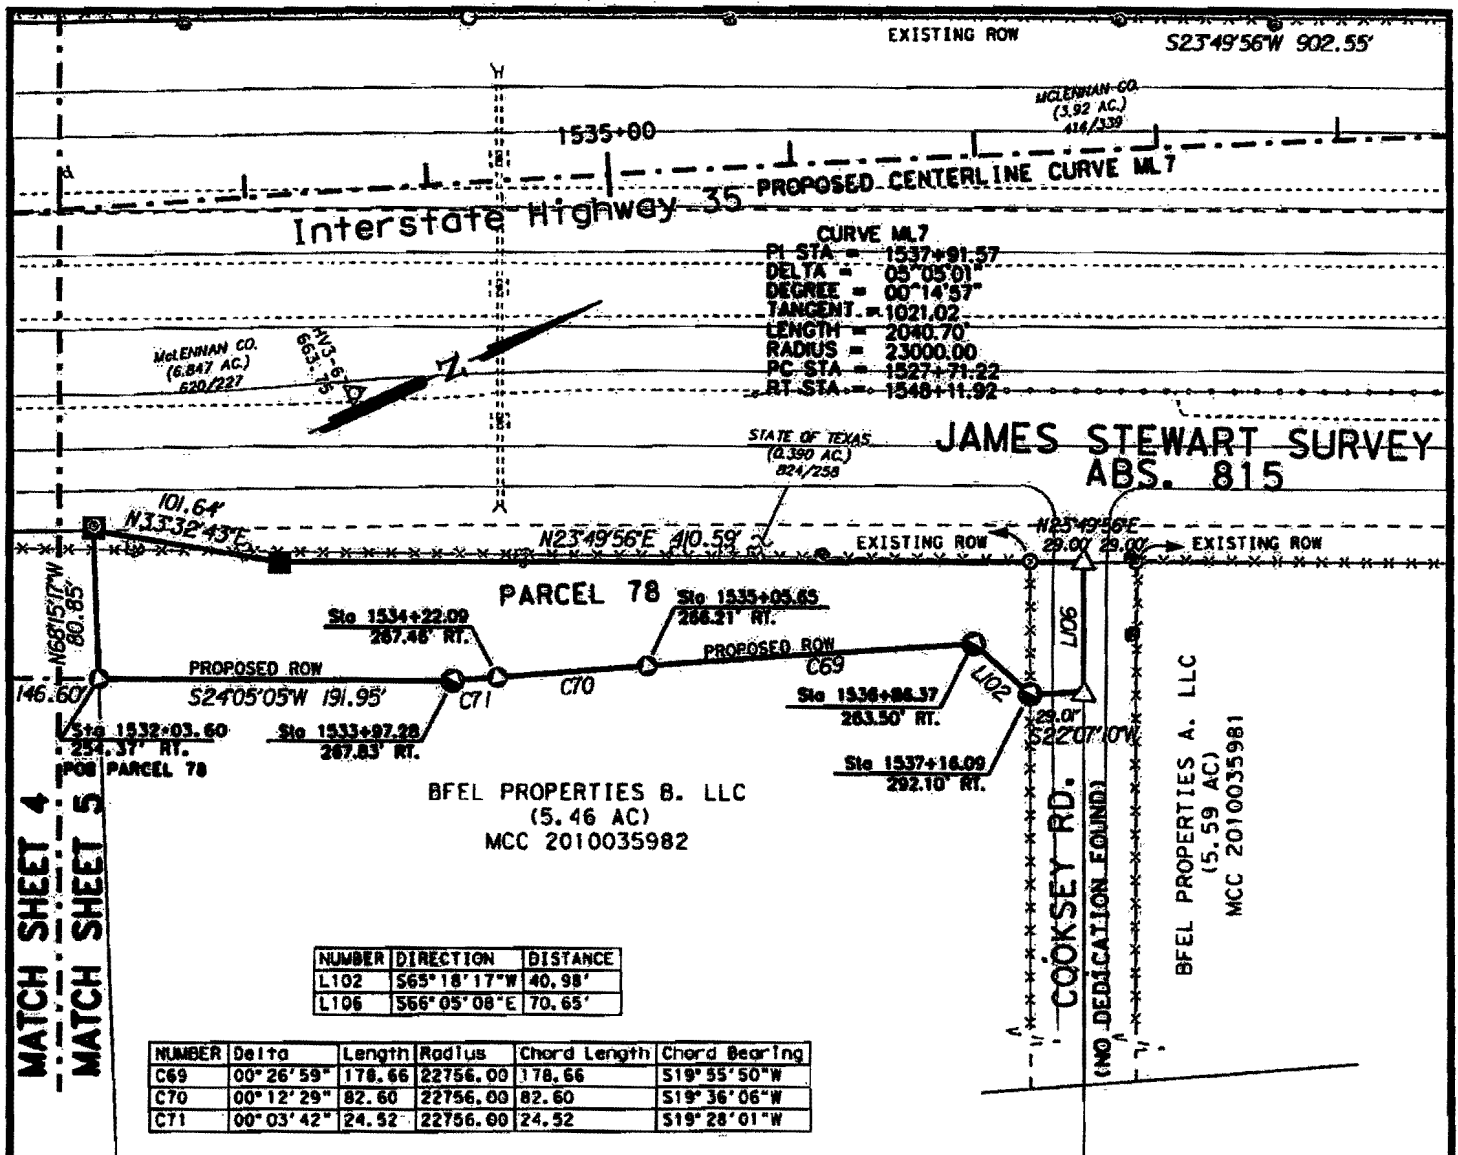 EXISTING ROW
S23°49'56"W 902.55'
McLENNAN CO.
(3.92 AC.)
414/339
1535+00
PROPOSED CENTERLINE CURVE ML7
Interstate Highway 35
CURVE ML7
PI STA = 1537+91.57
DELTA = 05°05'01"
DEGREE = 00°14'57"
TANGENT = 1021.02
LENGTH = 2040.70'
RADIUS = 23000.00
PC STA = 1527+71.22
RT STA = 1548+11.92
McLENNAN CO.
(6.847 AC.)
620/227
HV3-6
663.75
N
STATE OF TEXAS
(0.390 AC.)
824/258
JAMES STEWART SURVEY
ABS. 815
101.64'
N33°32'43"E
N23°49'56"E 410.59'
EXISTING ROW
N23°49'56"E
29.00' 29.00'
EXISTING ROW
PARCEL 78
N68°15'17"W
80.85'
Sta 1534+22.09
267.46' RT.
Sta 1535+05.65
266.21' RT.
L106
PROPOSED ROW
S24°05'05"W 191.95'
146.60'
C71
C70
PROPOSED ROW
C69
L102
Sta 1532+03.60
254.37' RT.
POB PARCEL 78
Sta 1533+97.28
267.83' RT.
Sta 1536+86.37
263.50' RT.
29.01'
S22°07'10"W
Sta 1537+16.09
292.10' RT.
BFEL PROPERTIES B. LLC
(5.46 AC)
MCC 2010035982
COOKSEY RD.
(NO DEDICATION FOUND)
BFEL PROPERTIES A. LLC
(5.59 AC)
MCC 2010035981
MATCH SHEET 4
MATCH SHEET 5
NUMBER DIRECTION DISTANCE
L102 S65°18'17"W 40.98'
L106 S66°05'08"E 70.65'
NUMBER Delta Length Radius Chord Length Chord Bearing
C69 00°26'59" 178.66 22756.00 178.66 S19°55'50"W
C70 00°12'29" 82.60 22756.00 82.60 S19°36'06"W
C71 00°03'42" 24.52 22756.00 24.52 S19°28'01"W